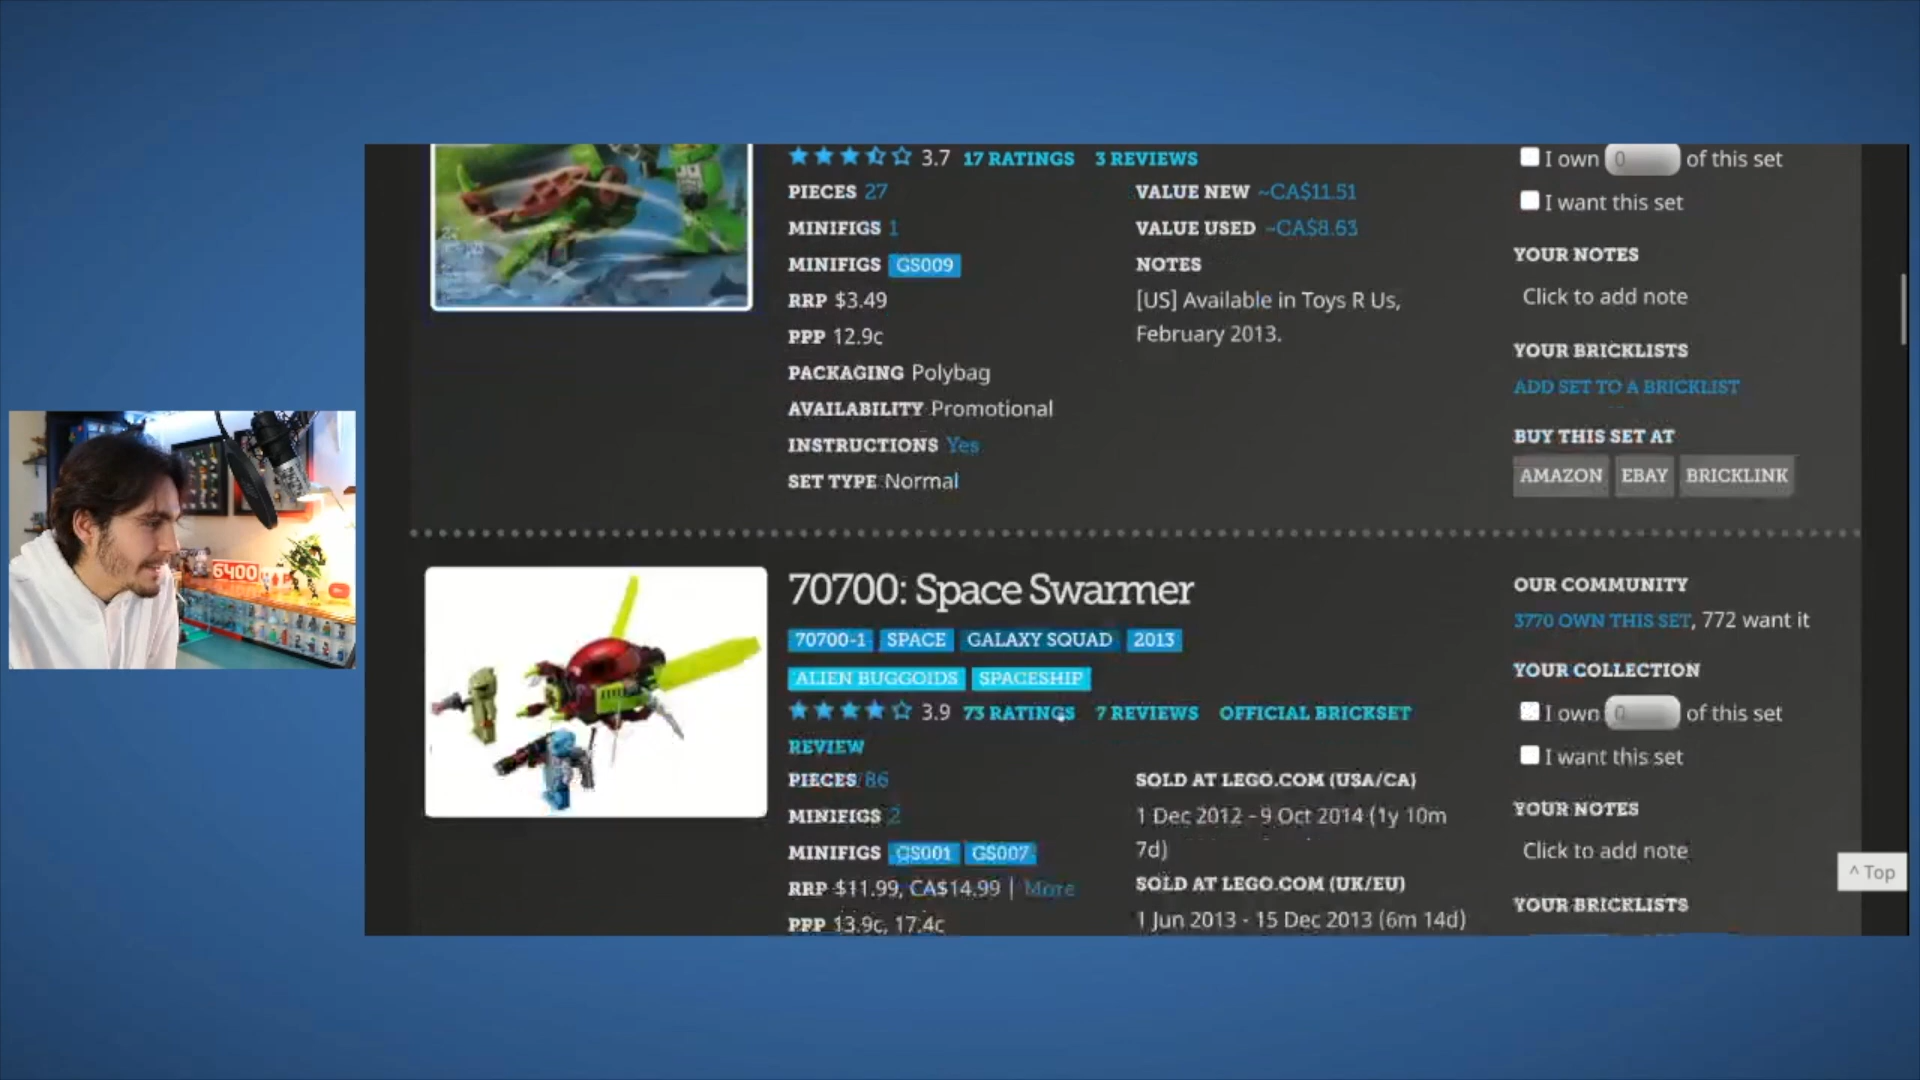 3.7 17 RATINGS 3 REVIEWS
PIECES 27
MINIFIGS 1
MINIFIGS GS009
RRP $3.49
PPP 12.9c
PACKAGING Polybag
AVAILABILITY Promotional
INSTRUCTIONS Yes
SET TYPE Normal
VALUE NEW ~CA$11.51
VALUE USED ~CA$8.63
NOTES
[US] Available in Toys R Us,
February 2013.
I own 0 of this set
I want this set
YOUR NOTES
Click to add note
YOUR BRICKLISTS
ADD SET TO A BRICKLIST
BUY THIS SET AT
AMAZON EBAY BRICKLINK
6400
70700: Space Swarmer
70700-1 SPACE GALAXY SQUAD 2013
ALIEN BUGGOIDS SPACESHIP
3.9 73 RATINGS 7 REVIEWS OFFICIAL BRICKSET
REVIEW
PIECES 86
MINIFIGS 2
MINIFIGS GS001 GS007
RRP $11.99, CA$14.99 | More
PPP 13.9c, 17.4c
SOLD AT LEGO.COM (USA/CA)
1 Dec 2012 - 9 Oct 2014 (1y 10m
7d)
SOLD AT LEGO.COM (UK/EU)
1 Jun 2013 - 15 Dec 2013 (6m 14d)
OUR COMMUNITY
3770 OWN THIS SET, 772 want it
YOUR COLLECTION
I own 0 of this set
I want this set
YOUR NOTES
Click to add note
YOUR BRICKLISTS
^ Top